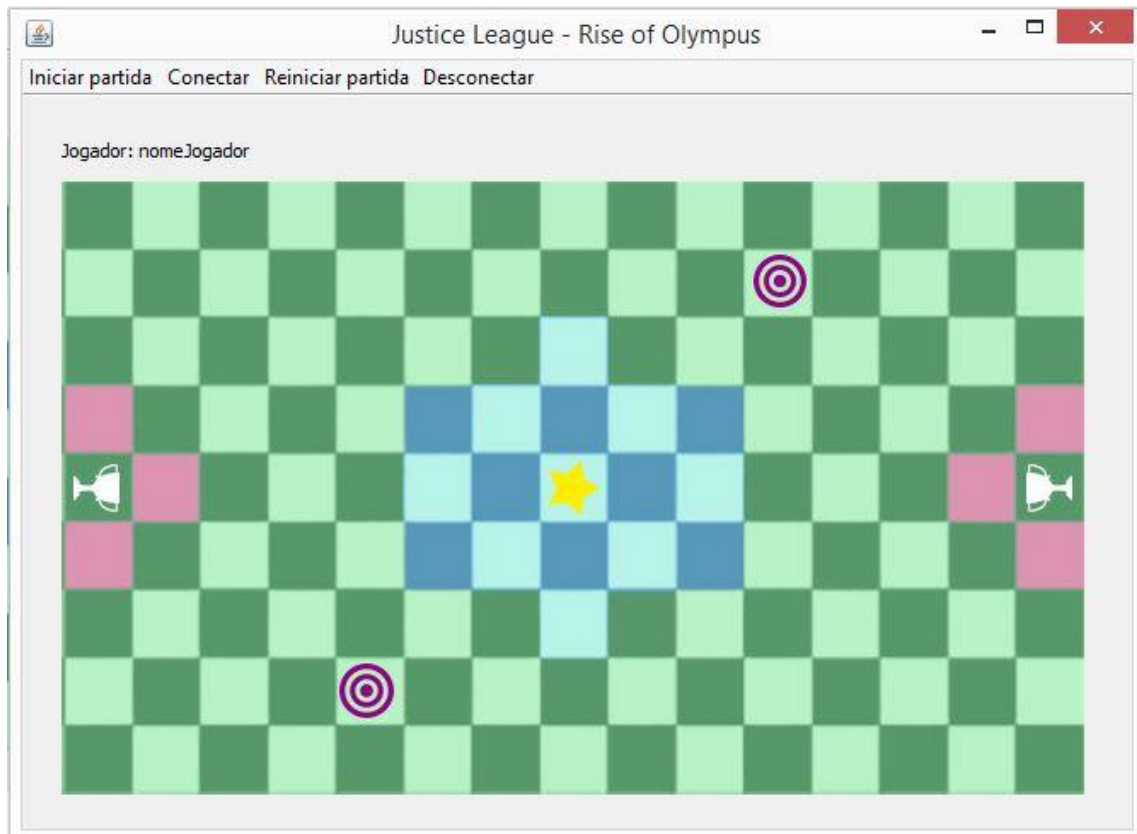 Justice League - Rise of Olympus
Iniciar partida Conectar Reiniciar partida Desconectar
Jogador: nomeJogador